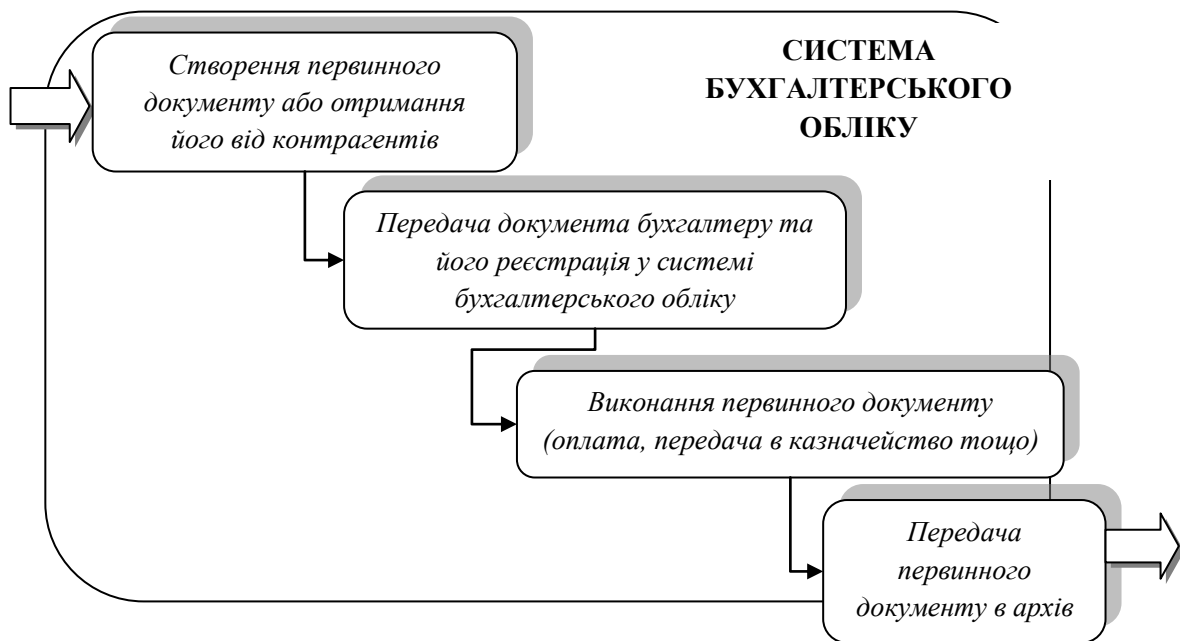 СИСТЕМА
БУХГАЛТЕРСЬКОГО
ОБЛІКУ
Створення первинного
документу або отримання
його від контрагентів
Передача документа бухгалтеру та
його реєстрація у системі
бухгалтерського обліку
Виконання первинного документу
(оплата, передача в казначейство тощо)
Передача
первинного
документу в архів